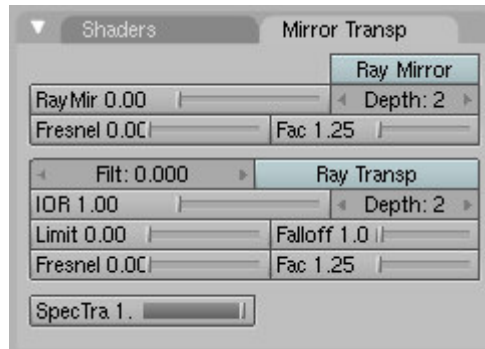 Shaders Mirror Transp
Ray Mirror
RayMir 0.00 Depth: 2
Fresnel 0.00 Fac 1.25
Filt: 0.000 Ray Transp
IOR 1.00 Depth: 2
Limit 0.00 Falloff 1.0
Fresnel 0.00 Fac 1.25
SpecTra 1.